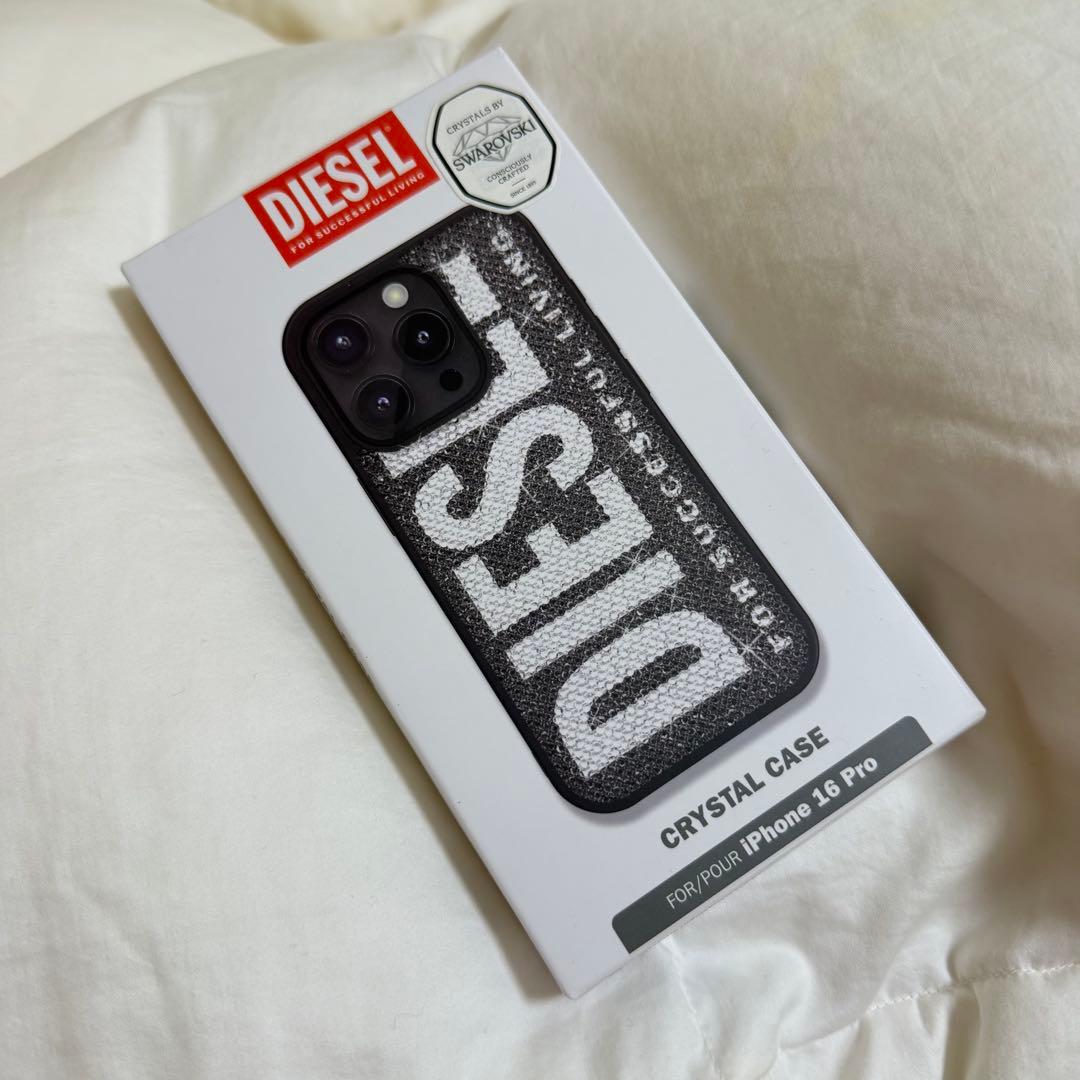 DIESEL®
FOR SUCCESSFUL LIVING
CRYSTALS BY
SWAROVSKI
CONSCIOUSLY
CRAFTED
SINCE 1895
DIESEL
FOR SUCCCESSFUL LIVING
CRYSTAL CASE
FOR/POUR iPhone 16 Pro